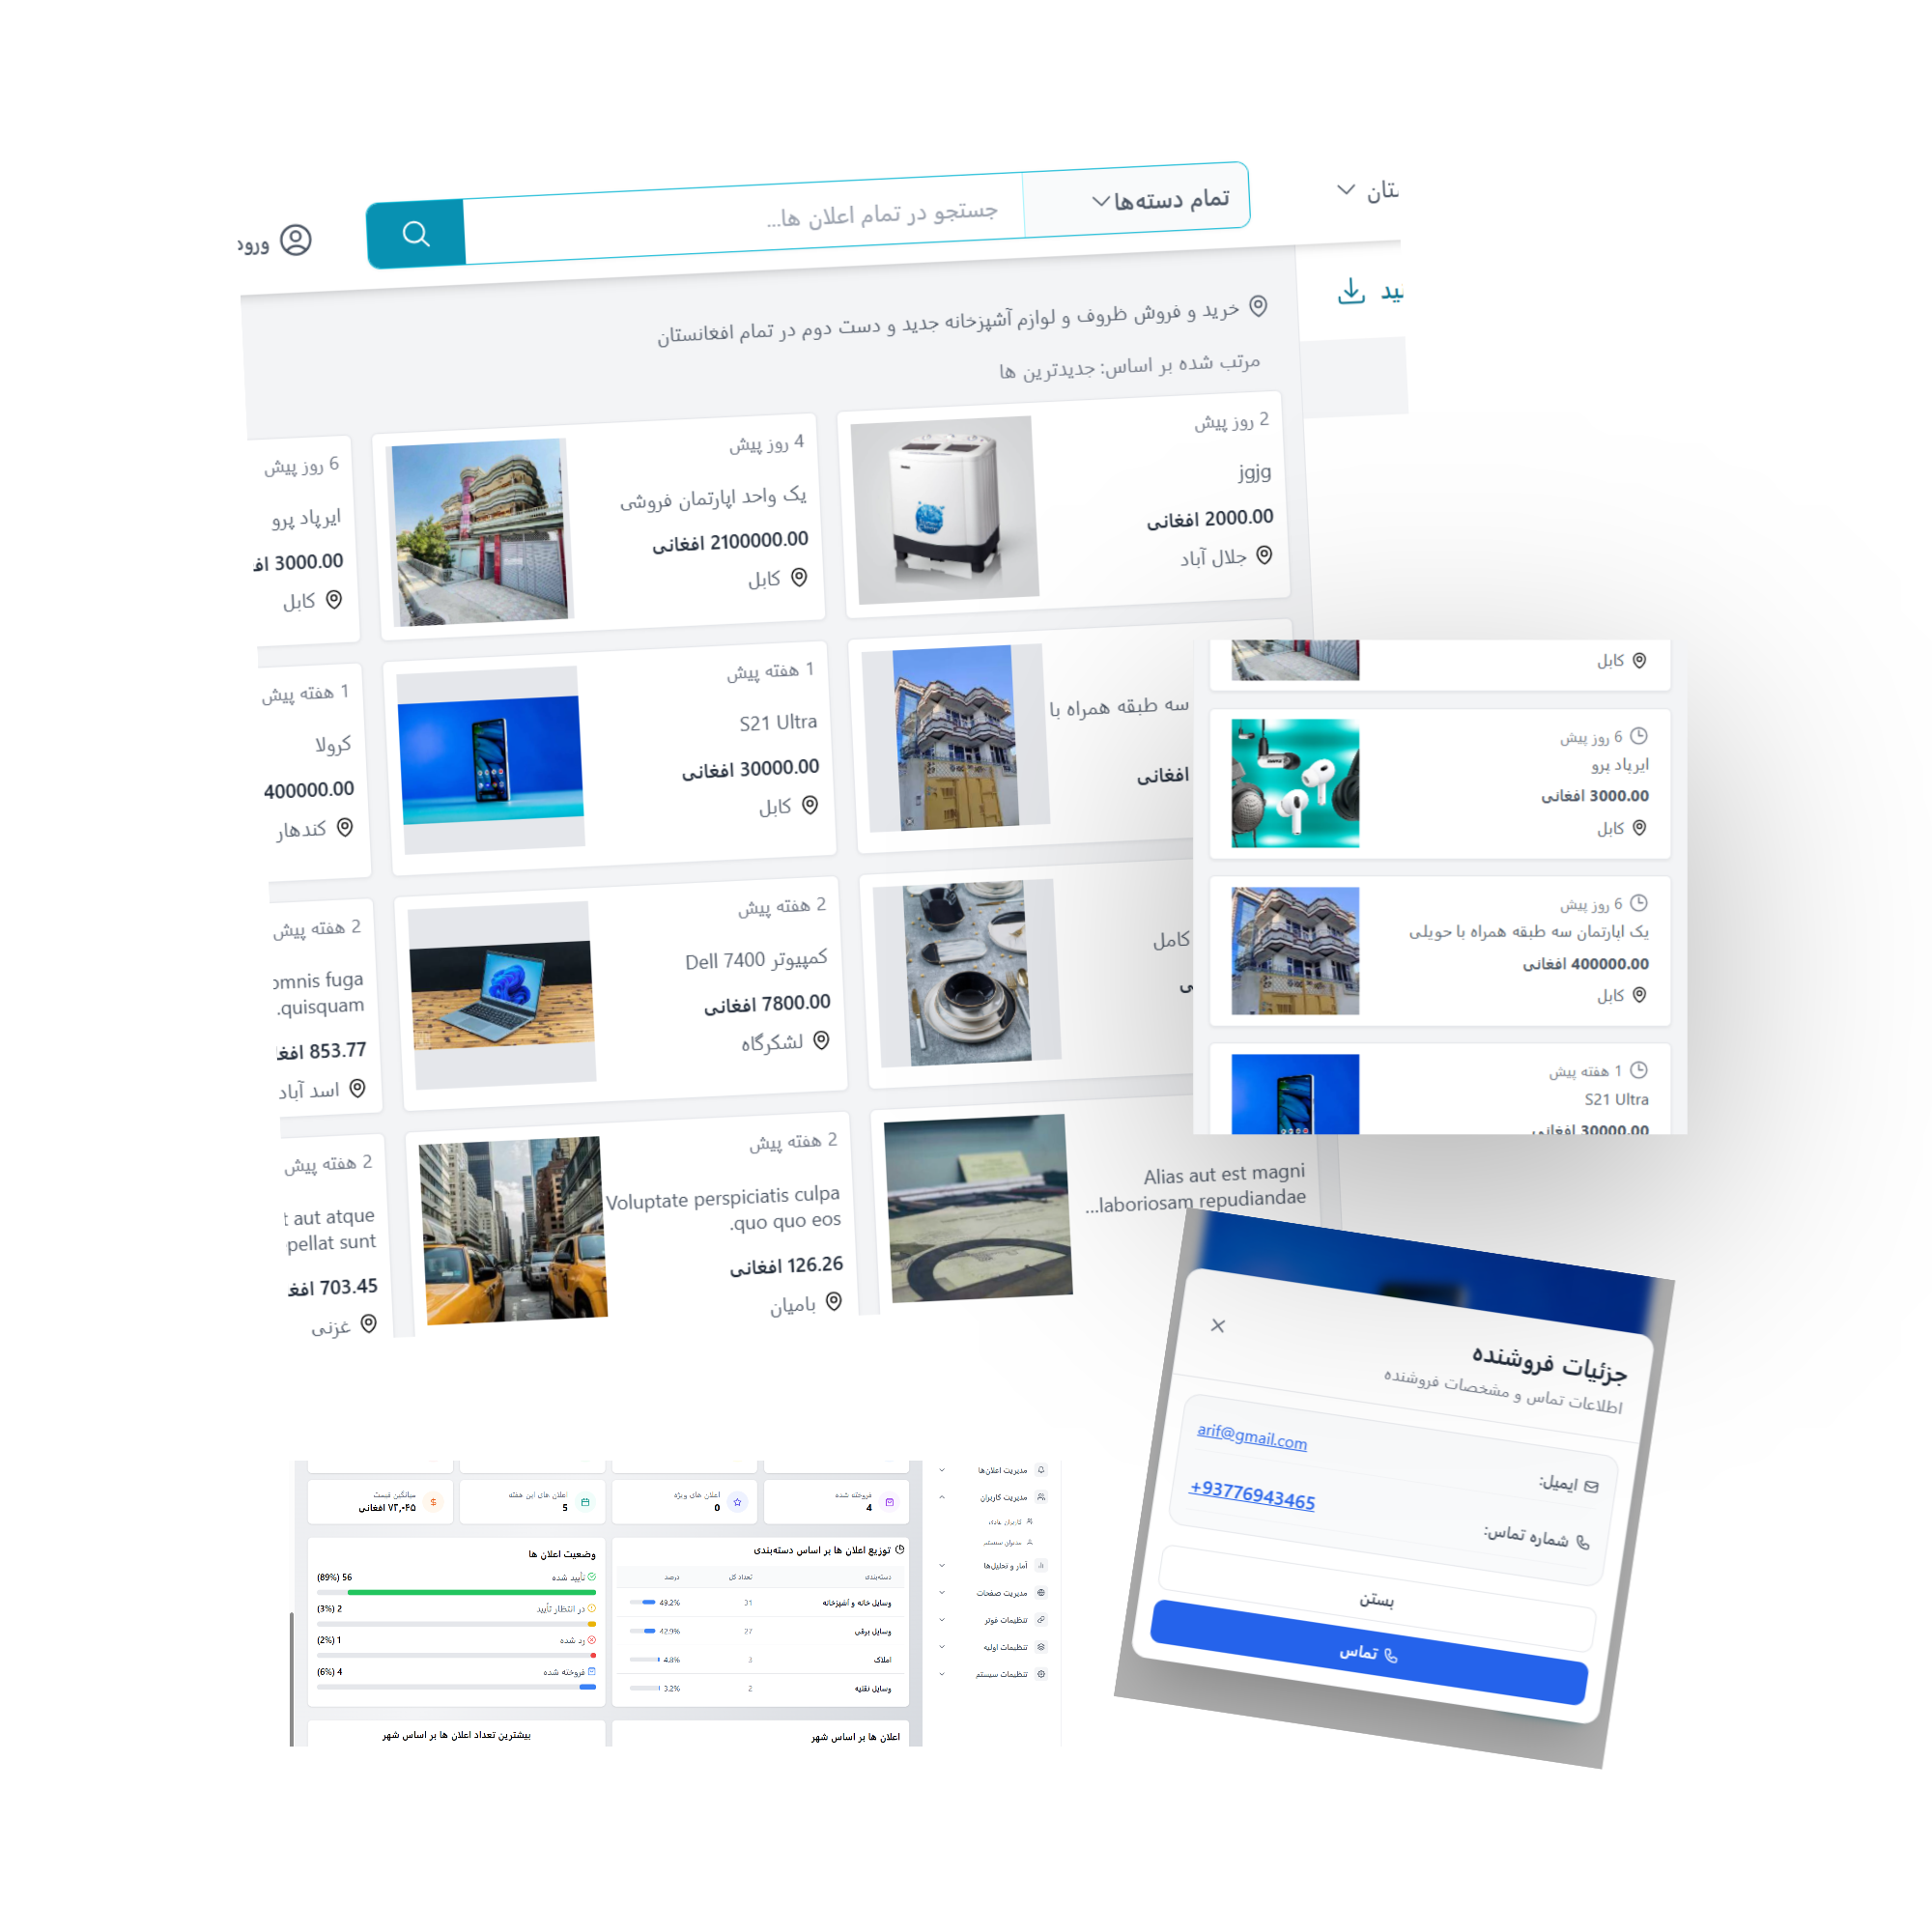 تان
تمام دسته‌ها
جستجو در تمام اعلان ها...
ورود
ید
خرید و فروش ظروف و لوازم آشپزخانه جدید و دست دوم در تمام افغانستان
مرتب شده بر اساس: جدیدترین ها
2 روز پیش
jgjg
2000.00 افغانی
جلال آباد
4 روز پیش
یک واحد اپارتمان فروشی
2100000.00 افغانی
کابل
6 روز پیش
ایرپاد پرو
3000.00 اف
کابل
سه طبقه همراه با
افغانی
1 هفته پیش
S21 Ultra
30000.00 افغانی
کابل
1 هفته پیش
کرولا
400000.00
کندهار
کامل
2 هفته پیش
کمپیوتر Dell 7400
7800.00 افغانی
لشکرگاه
2 هفته پیش
omnis fuga
quisquam.
853.77 افغا
اسد آباد
Alias aut est magni
laboriosam repudiandae...
2 هفته پیش
Voluptate perspiciatis culpa
quo quo eos.
126.26 افغانی
بامیان
2 هفته پیش
t aut atque
pellat sunt
703.45 افغ
غزنی
کابل
6 روز پیش
ایرپاد پرو
3000.00 افغانی
کابل
6 روز پیش
یک اپارتمان سه طبقه همراه با حویلی
400000.00 افغانی
کابل
1 هفته پیش
S21 Ultra
30000.00 افغانی
جزئیات فروشنده
اطلاعات تماس و مشخصات فروشنده
ایمیل:
arif@gmail.com
شماره تماس:
+93776943465
بستن
تماس
مدیریت اعلان‌ها
مدیریت کاربران
کاربران عادی
مدیران سیستم
آمار و تحلیل‌ها
مدیریت صفحات
تنظیمات فوتر
تنظیمات اولیه
تنظیمات سیستم
فروخته شده
4
اعلان های ویژه
0
اعلان های این هفته
5
میانگین قیمت
۷۲,۰۴۵ افغانی
توزیع اعلان ها بر اساس دسته‌بندی
دسته‌بندی تعداد کل درصد
وسایل خانه و آشپزخانه 31 49.2%
وسایل برقی 27 42.9%
املاک 3 4.8%
وسایل نقلیه 2 3.2%
وضعیت اعلان ها
تأیید شده 56 (89%)
در انتظار تأیید 2 (3%)
رد شده 1 (2%)
فروخته شده 4 (6%)
اعلان ها بر اساس شهر
بیشترین تعداد اعلان ها بر اساس شهر